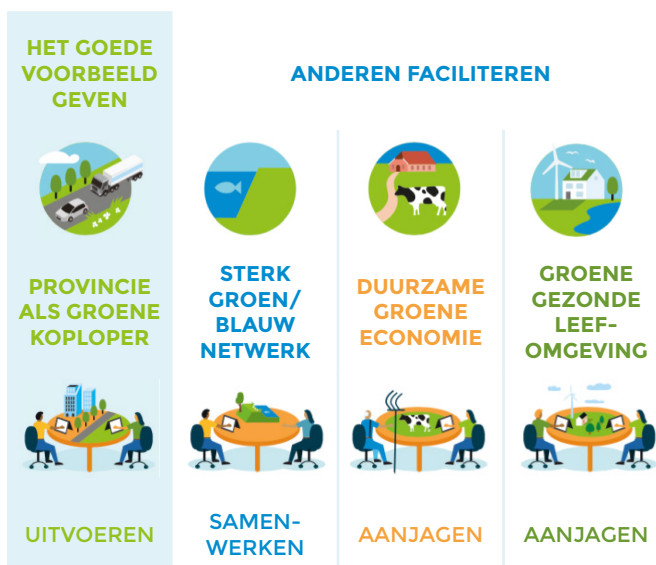 HET GOEDE
VOORBEELD
GEVEN
ANDEREN FACILITEREN
PROVINCIE
ALS GROENE
KOPLOPER
STERK
GROEN/
BLAUW
NETWERK
DUURZAME
GROENE
ECONOMIE
GROENE
GEZONDE
LEEF-
OMGEVING
UITVOEREN
SAMEN-
WERKEN
AANJAGEN
AANJAGEN